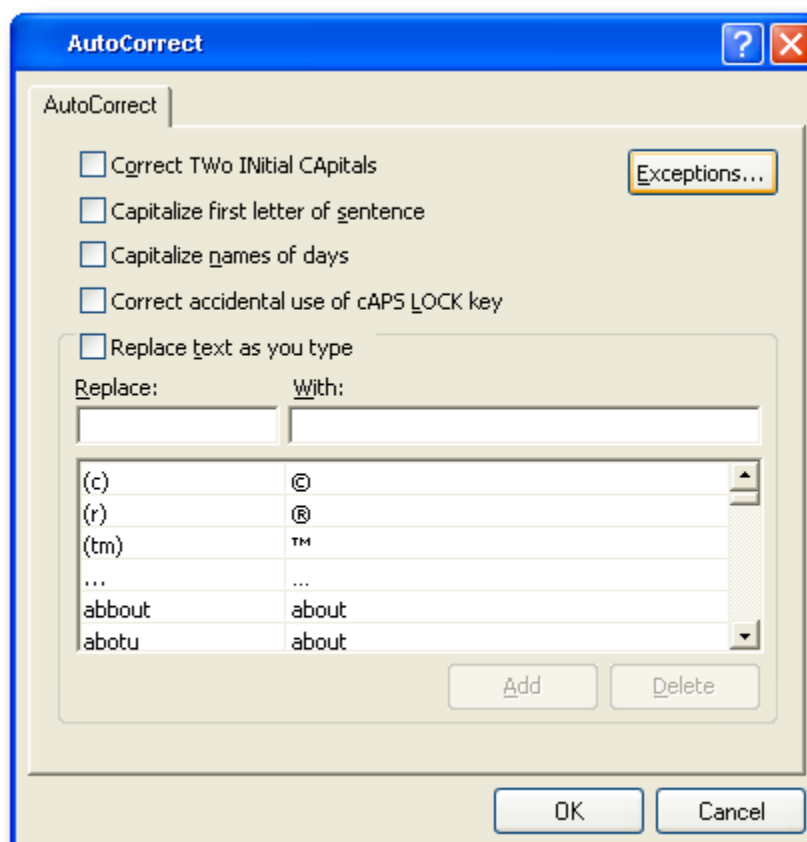 AutoCorrect
AutoCorrect
Correct TWo INitial CApitals
Exceptions...
Capitalize first letter of sentence
Capitalize names of days
Correct accidental use of cAPS LOCK key
Replace text as you type
Replace: With:
(c) ©
(r) ®
(tm) ™
... …
abbout about
abotu about
Add Delete
OK Cancel